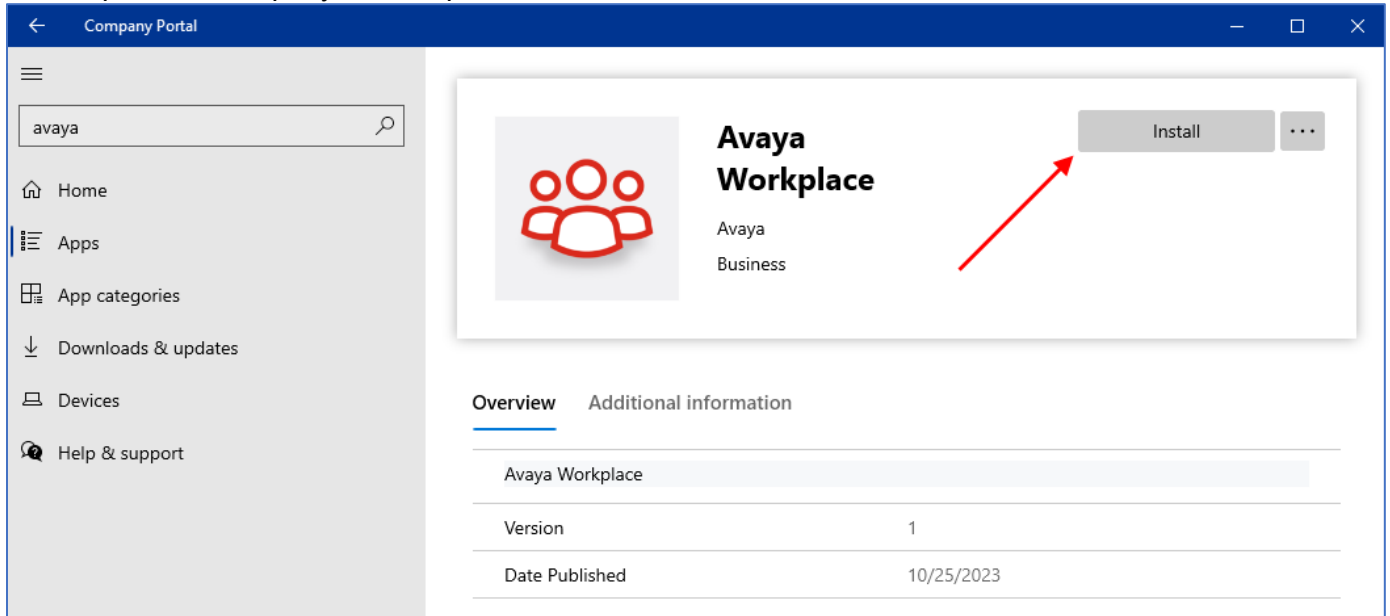 Company Portal
avaya
Home
Apps
App categories
Downloads & updates
Devices
Help & support
Avaya
Workplace
Avaya
Business
Install
Overview Additional information
Avaya Workplace
Version 1
Date Published 10/25/2023